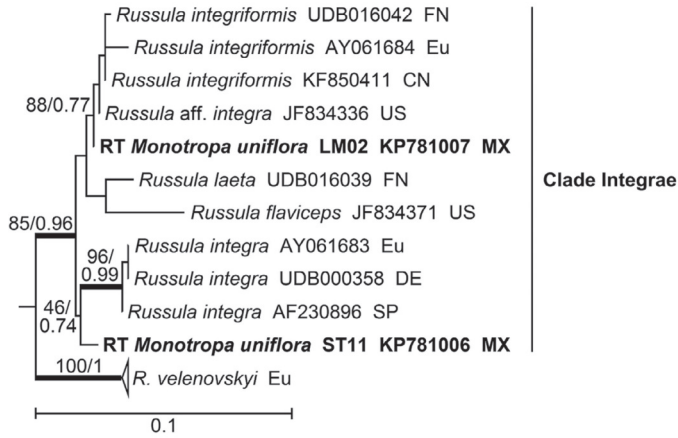 Russula integriformis UDB016042 FN
Russula integriformis AY061684 Eu
Russula integriformis KF850411 CN
88/0.77
Russula aff. integra JF834336 US
RT Monotropa uniflora LM02 KP781007 MX
Russula laeta UDB016039 FN
Clade Integrae
Russula flaviceps JF834371 US
85/0.96
Russula integra AY061683 Eu
96/
0.99
Russula integra UDB000358 DE
46/
0.74
Russula integra AF230896 SP
RT Monotropa uniflora ST11 KP781006 MX
100/1
R. velenovskyi Eu
0.1